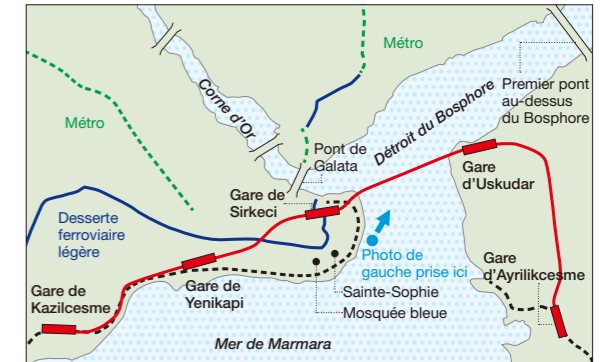 Métro
Corne d'Or
Détroit du Bosphore
Premier pont
au-dessus
du Bosphore
Métro
Pont de
Galata
Gare
d'Uskudar
Gare de
Sirkeci
Desserte
ferroviaire
légère
Photo de
gauche prise ici
Gare
d'Ayrilikcesme
Gare de
Kazilcesme
Gare de
Yenikapi
Sainte-Sophie
Mosquée bleue
Mer de Marmara